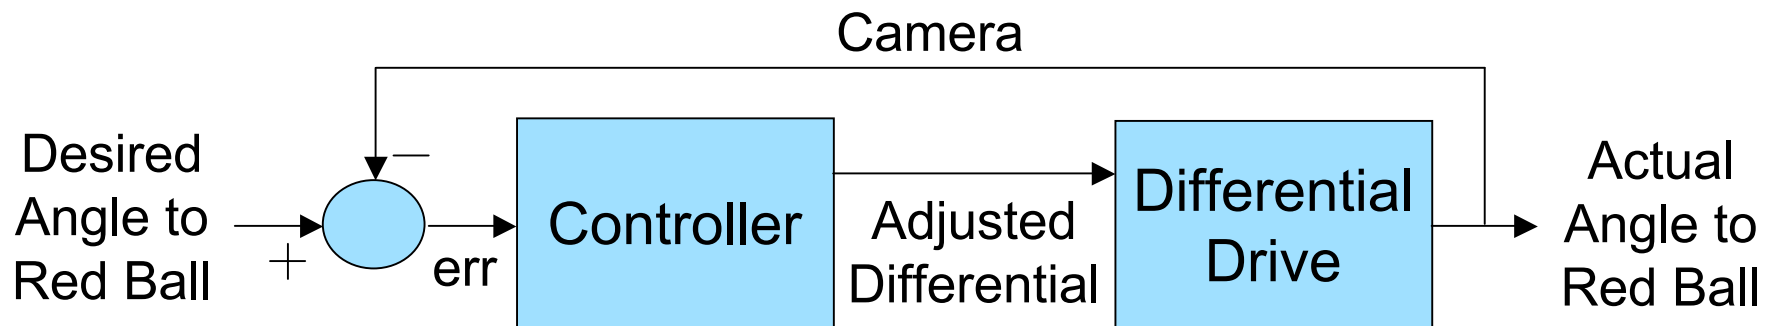 Camera
Desired
Angle to
Red Ball
+
−
err
Controller
Adjusted
Differential
Differential
Drive
Actual
Angle to
Red Ball